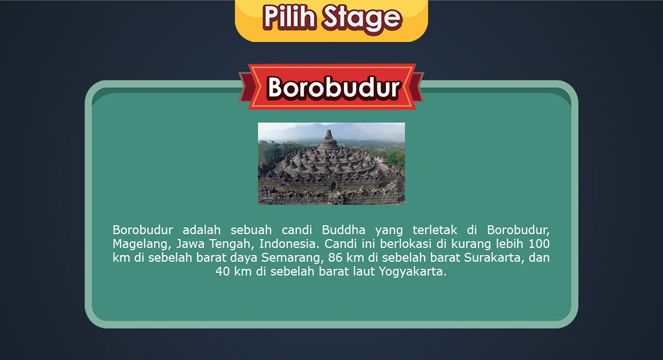 Pilih Stage
Borobudur
Borobudur adalah sebuah candi Buddha yang terletak di Borobudur,
Magelang, Jawa Tengah, Indonesia. Candi ini berlokasi di kurang lebih 100
km di sebelah barat daya Semarang, 86 km di sebelah barat Surakarta, dan
40 km di sebelah barat laut Yogyakarta.